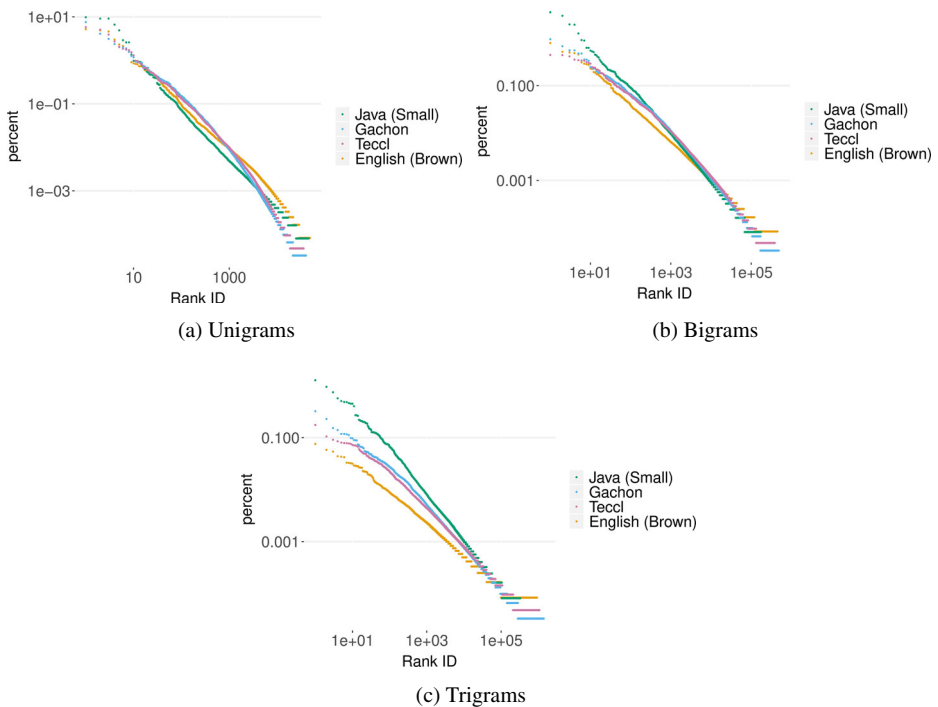 1e+01
1e−01
1e−03
percent
10
1000
Rank ID
Java (Small)
Gachon
Teccl
English (Brown)
(a) Unigrams
0.100
0.001
percent
1e+01
1e+03
1e+05
Rank ID
Java (Small)
Gachon
Teccl
English (Brown)
(b) Bigrams
0.100
0.001
percent
1e+01
1e+03
1e+05
Rank ID
Java (Small)
Gachon
Teccl
English (Brown)
(c) Trigrams